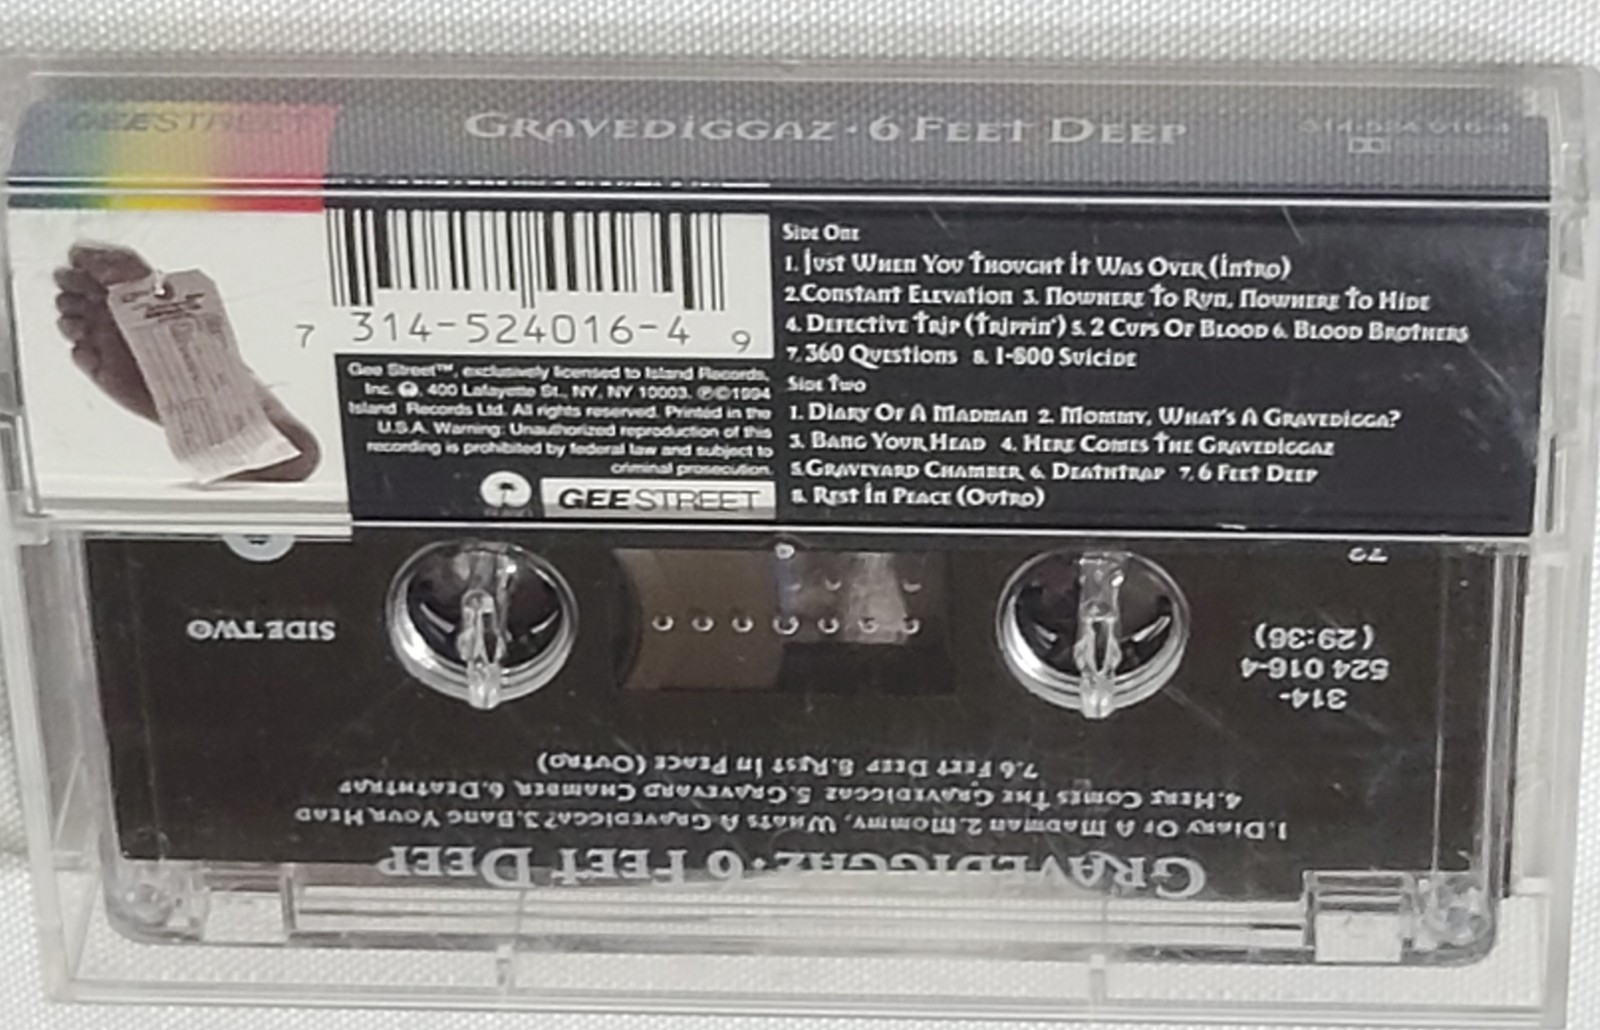 GEESTREET
GRAVEDIGGAZ · 6 FEET DEEP
314-524 016-4
7 314-524016-4 9
Gee Street™, exclusively licensed to Island Records,
Inc. 400 Lafayette St., NY, NY 10003. ℗©1994
Island Records Ltd. All rights reserved. Printed in the
U.S.A. Warning: Unauthorized reproduction of this
recording is prohibited by federal law and subject to
criminal prosecution.
GEESTREET
SIDE ONE
1. JUST WHEN YOU THOUGHT IT WAS OVER (INTRO)
2.CONSTANT ELEVATION 3. NOWHERE TO RUN, NOWHERE TO HIDE
4. DEFECTIVE TRIP (TRIPPIN') 5. 2 CUPS OF BLOOD 6. BLOOD BROTHERS
7. 360 QUESTIONS 8. 1-800 SUICIDE
SIDE TWO
1. DIARY OF A MADMAN 2. MOMMY, WHAT'S A GRAVEDIGGA?
3. BANG YOUR HEAD 4. HERE COMES THE GRAVEDIGGAZ
5.GRAVEYARD CHAMBER 6. DEATHTRAP 7. 6 FEET DEEP
8. REST IN PEACE (OUTRO)
GRAVEDIGGAZ·6 FEET DEEP
1.DIARY OF A MADMAN 2.MOMMY, WHATS A GRAVEDIGGA?3.BANG YOUR HEAD
4.HERE COMES THE GRAVEDIGGAZ 5.GRAVEYARD CHAMBER 6.DEATHTRAP
7.6 FEET DEEP 8.REST IN PEACE (OUTRO)
314-
524 016-4
(29:36)
SIDE TWO